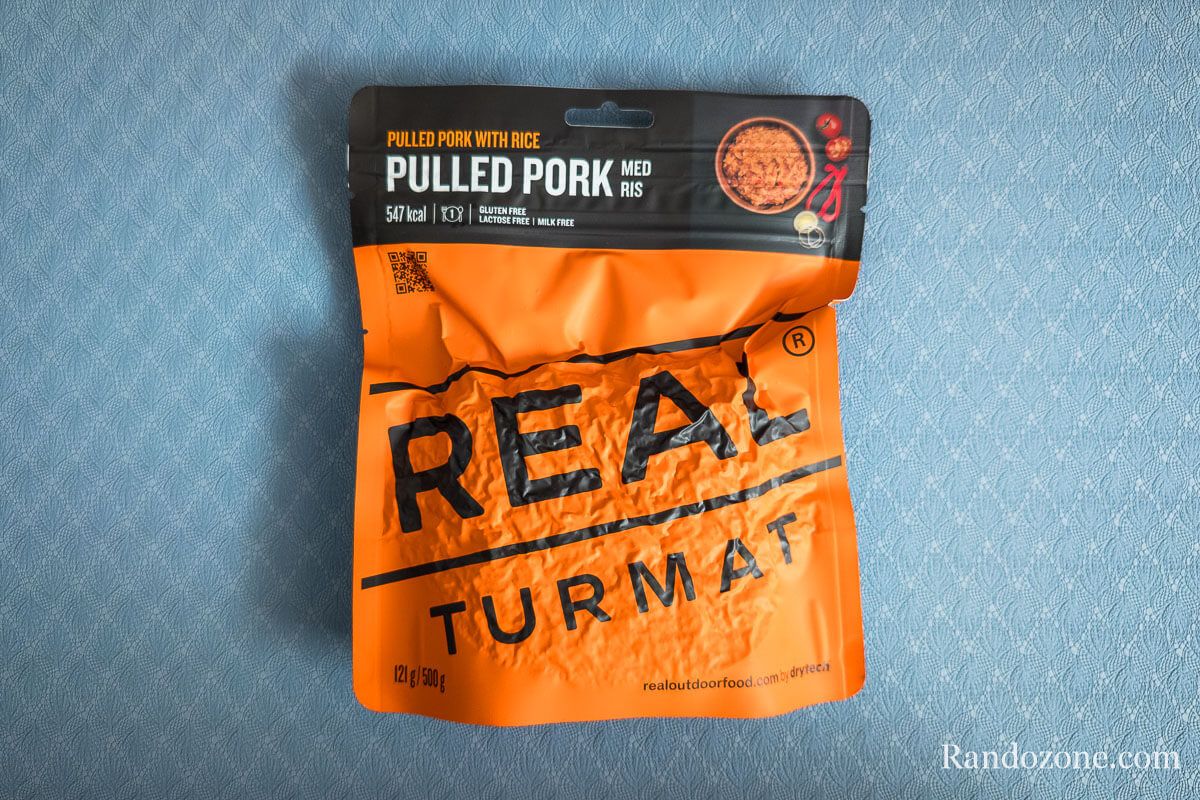 PULLED PORK WITH RICE
PULLED PORK MED RIS
547 kcal | 1 | GLUTEN FREE
LACTOSE FREE | MILK FREE
REAL®
TURMAT
121 g / 500 g
realoutdoorfood.com by drytech
Randozone.com